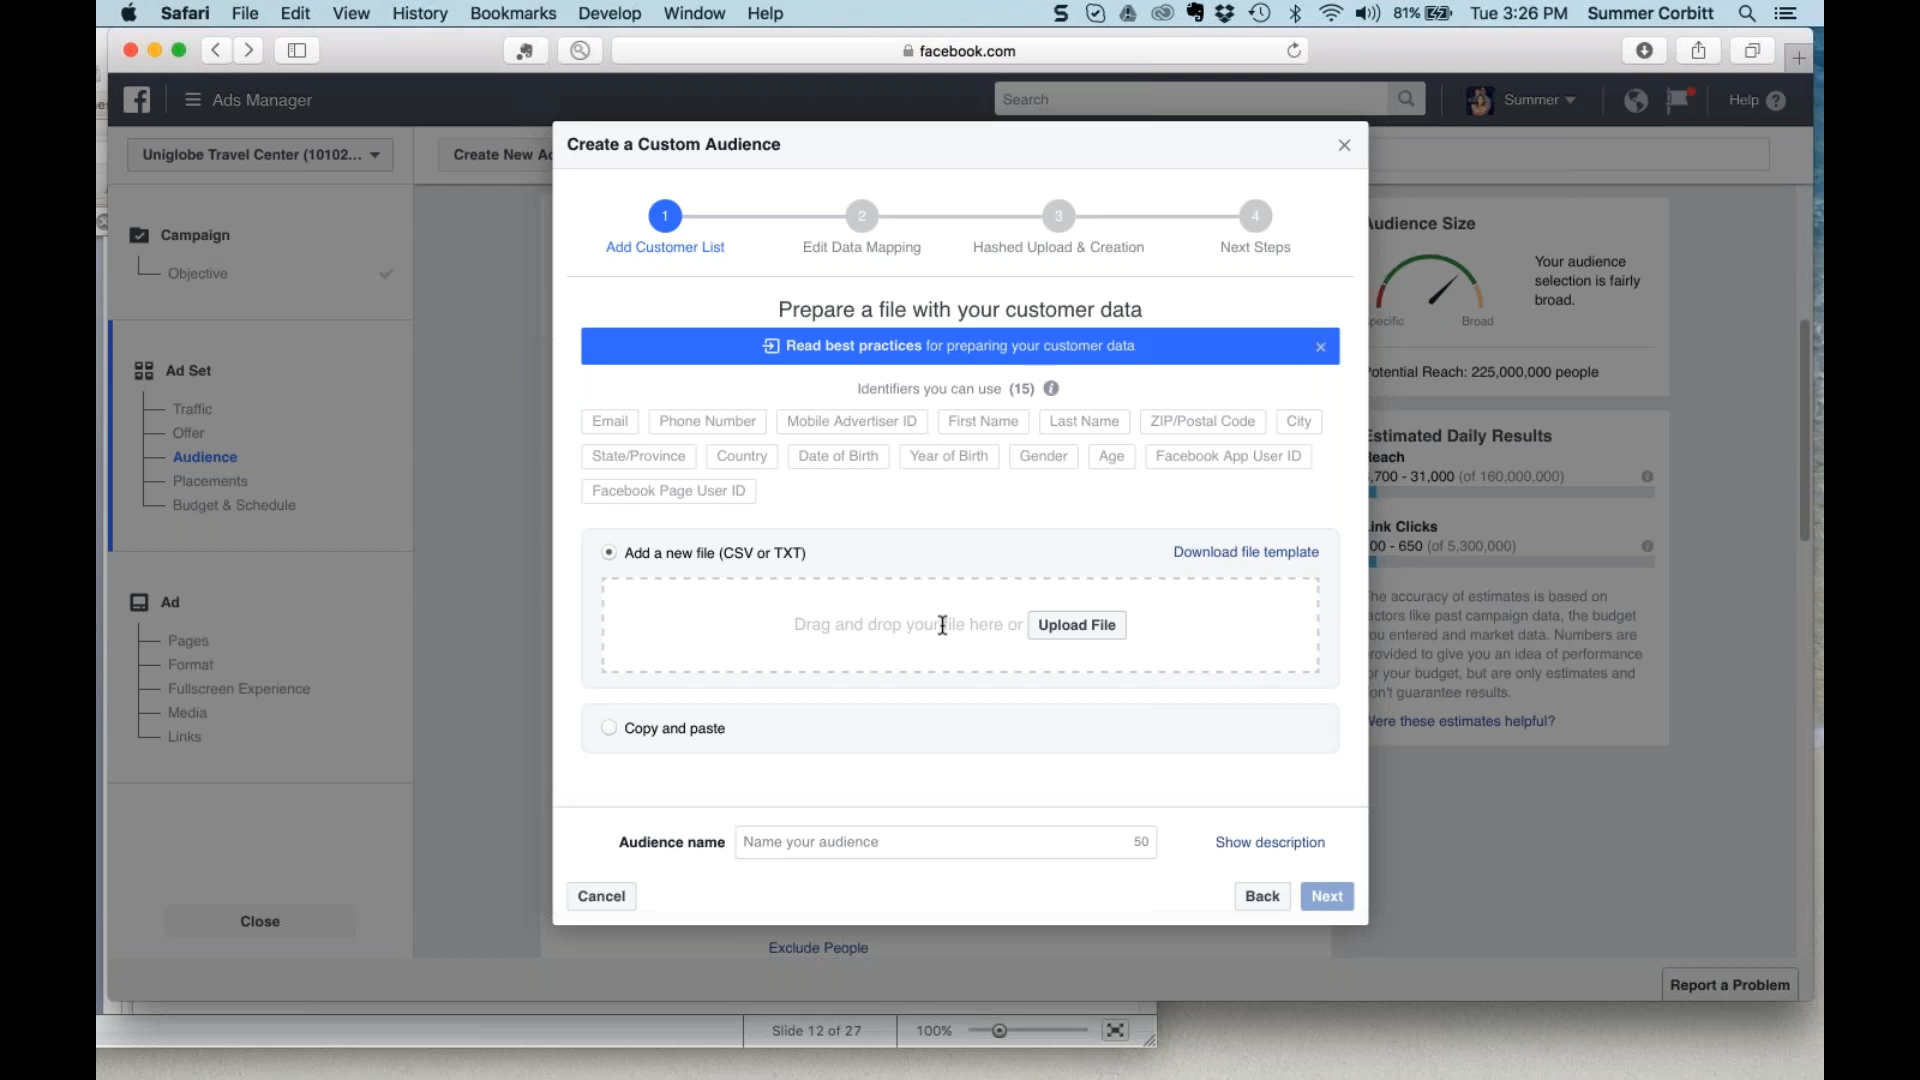 Safari File Edit View History Bookmarks Develop Window Help
81% Tue 3:26 PM Summer Corbitt
facebook.com
Ads Manager
Search
Summer
Help
Uniglobe Travel Center (10102...
Create New
Create a Custom Audience
Campaign
Objective
Ad Set
Traffic
Offer
Audience
Placements
Budget & Schedule
Ad
Pages
Format
Fullscreen Experience
Media
Links
Close
1 2 3 4
Add Customer List Edit Data Mapping Hashed Upload & Creation Next Steps
Prepare a file with your customer data
Read best practices for preparing your customer data
Identifiers you can use (15)
Email Phone Number Mobile Advertiser ID First Name Last Name ZIP/Postal Code City
State/Province Country Date of Birth Year of Birth Gender Age Facebook App User ID
Facebook Page User ID
Add a new file (CSV or TXT) Download file template
Drag and drop your file here or Upload File
Copy and paste
Audience name Name your audience 50 Show description
Cancel Back Next
Exclude People
Audience Size
Your audience
selection is fairly
broad.
pecific Broad
Potential Reach: 225,000,000 people
Estimated Daily Results
Reach
,700 - 31,000 (of 160,000,000)
Link Clicks
00 - 650 (of 5,300,000)
The accuracy of estimates is based on
actors like past campaign data, the budget
ou entered and market data. Numbers are
rovided to give you an idea of performance
or your budget, but are only estimates and
on't guarantee results.
Were these estimates helpful?
Report a Problem
Slide 12 of 27 100%